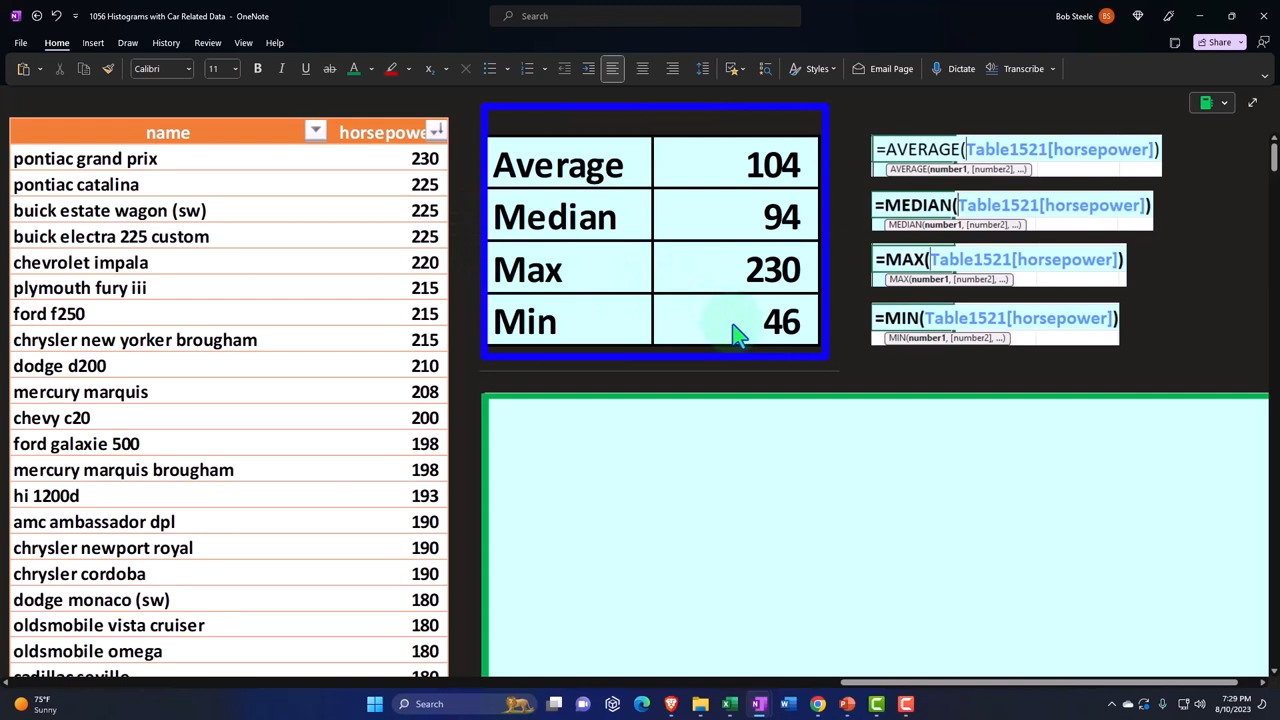 1056 Histograms with Car Related Data - OneNote
Search
Bob Steele
BS
File Home Insert Draw History Review View Help
Share
Calibri
11
Styles
Email Page
Dictate
Transcribe
name horsepowe
pontiac grand prix 230
pontiac catalina 225
buick estate wagon (sw) 225
buick electra 225 custom 225
chevrolet impala 220
plymouth fury iii 215
ford f250 215
chrysler new yorker brougham 215
dodge d200 210
mercury marquis 208
chevy c20 200
ford galaxie 500 198
mercury marquis brougham 198
hi 1200d 193
amc ambassador dpl 190
chrysler newport royal 190
chrysler cordoba 190
dodge monaco (sw) 180
oldsmobile vista cruiser 180
oldsmobile omega 180
cadillac seville 180
Average 104
Median 94
Max 230
Min 46
=AVERAGE(Table1521[horsepower])
AVERAGE(number1, [number2], ...)
=MEDIAN(Table1521[horsepower])
MEDIAN(number1, [number2], ...)
=MAX(Table1521[horsepower])
MAX(number1, [number2], ...)
=MIN(Table1521[horsepower])
MIN(number1, [number2], ...)
75°F
Sunny
Search
7:29 PM
8/10/2023